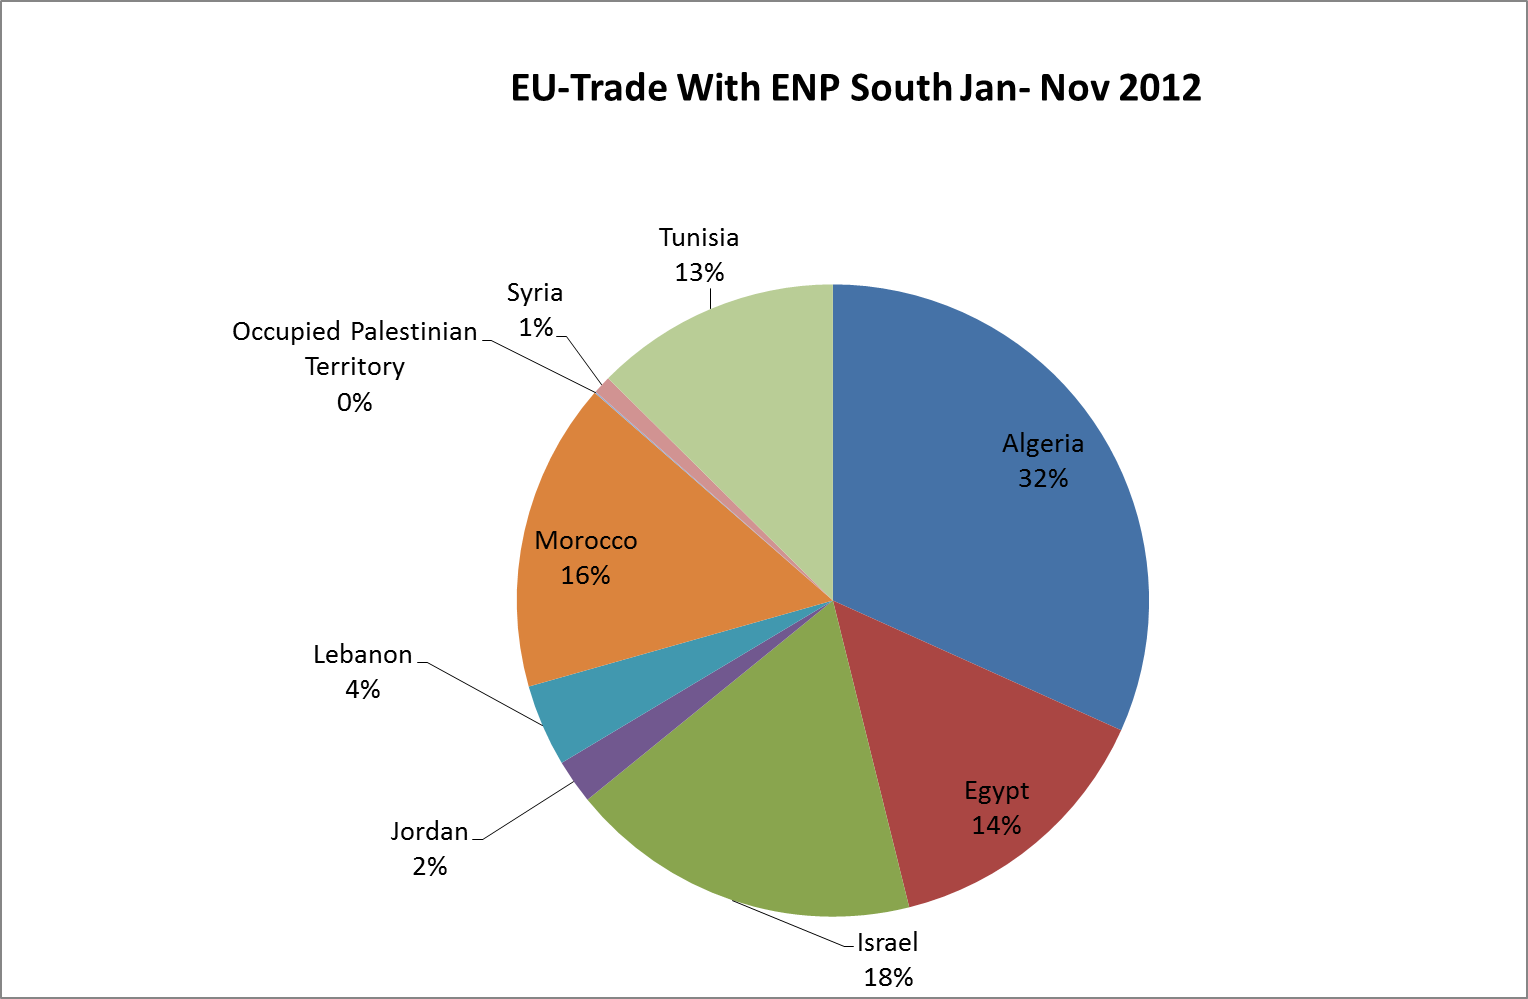 EU-Trade With ENP South Jan- Nov 2012
Tunisia
13%
Syria
1%
Occupied Palestinian
Territory
0%
Algeria
32%
Morocco
16%
Lebanon
4%
Egypt
14%
Jordan
2%
Israel
18%